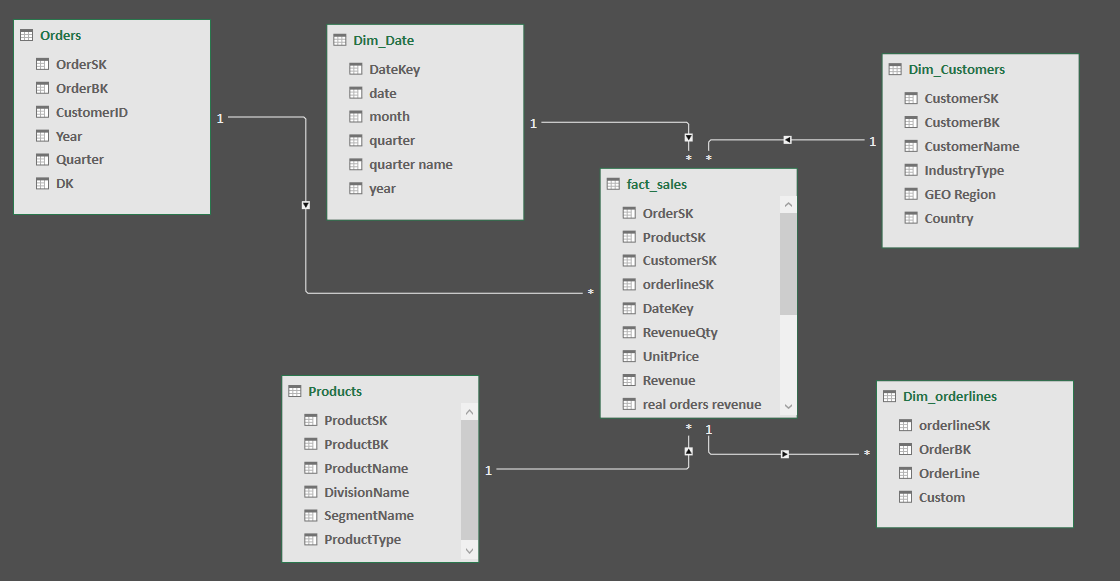 Orders
OrderSK
OrderBK
CustomerID
Year
Quarter
DK
1
Dim_Date
DateKey
date
month
quarter
quarter name
year
1
*
*
1
Dim_Customers
CustomerSK
CustomerBK
CustomerName
IndustryType
GEO Region
Country
*
fact_sales
OrderSK
ProductSK
CustomerSK
orderlineSK
DateKey
RevenueQty
UnitPrice
Revenue
real orders revenue
Products
ProductSK
ProductBK
ProductName
DivisionName
SegmentName
ProductType
1
*
1
*
Dim_orderlines
orderlineSK
OrderBK
OrderLine
Custom